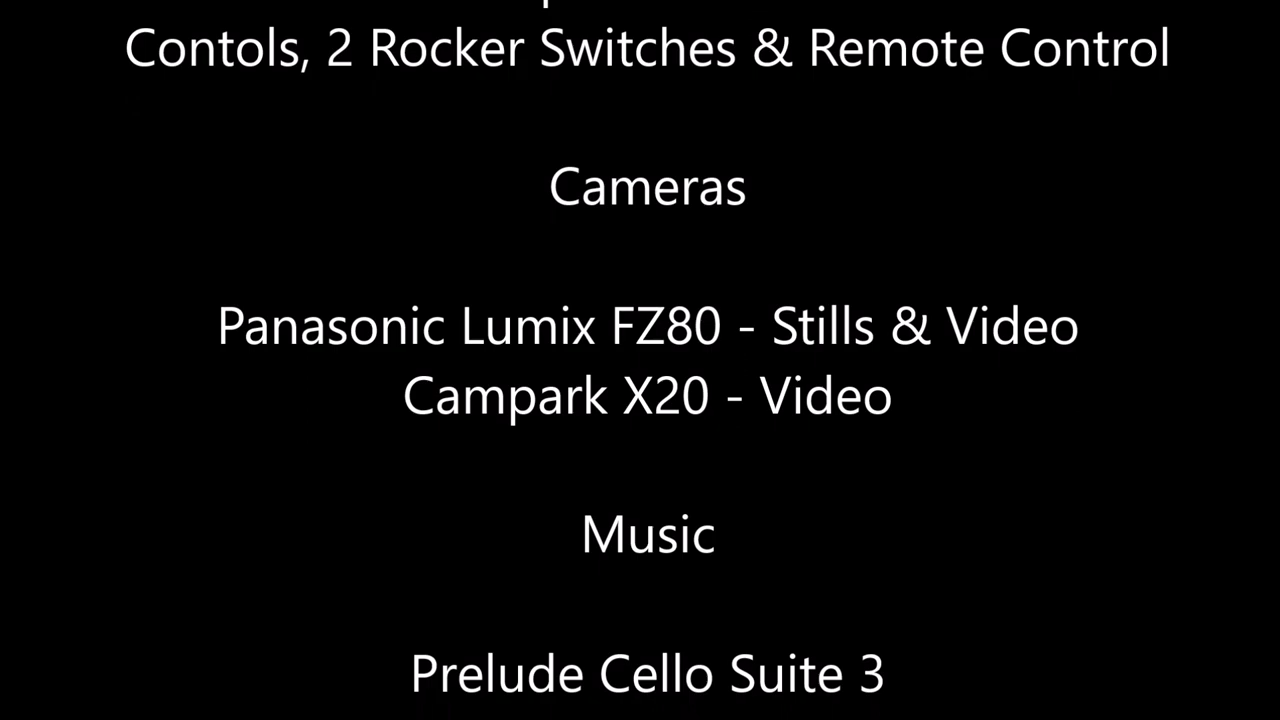 Contols, 2 Rocker Switches & Remote Control
Cameras
Panasonic Lumix FZ80 - Stills & Video
Campark X20 - Video
Music
Prelude Cello Suite 3